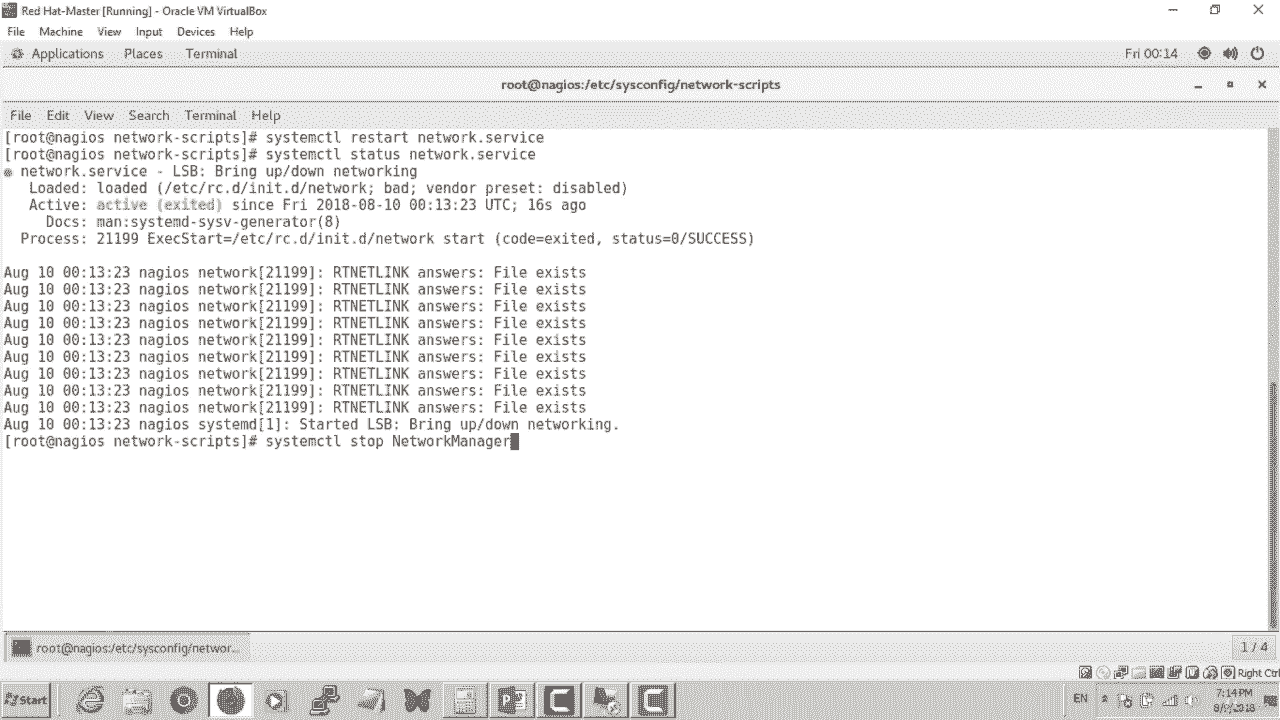 Red Hat-Master [Running] - Oracle VM VirtualBox
File Machine View Input Devices Help
Applications Places Terminal Fri 00:14
root@nagios:/etc/sysconfig/network-scripts
File Edit View Search Terminal Help
[root@nagios network-scripts]# systemctl restart network.service
[root@nagios network-scripts]# systemctl status network.service
● network.service - LSB: Bring up/down networking
Loaded: loaded (/etc/rc.d/init.d/network; bad; vendor preset: disabled)
Active: active (exited) since Fri 2018-08-10 00:13:23 UTC; 16s ago
Docs: man:systemd-sysv-generator(8)
Process: 21199 ExecStart=/etc/rc.d/init.d/network start (code=exited, status=0/SUCCESS)
Aug 10 00:13:23 nagios network[21199]: RTNETLINK answers: File exists
Aug 10 00:13:23 nagios network[21199]: RTNETLINK answers: File exists
Aug 10 00:13:23 nagios network[21199]: RTNETLINK answers: File exists
Aug 10 00:13:23 nagios network[21199]: RTNETLINK answers: File exists
Aug 10 00:13:23 nagios network[21199]: RTNETLINK answers: File exists
Aug 10 00:13:23 nagios network[21199]: RTNETLINK answers: File exists
Aug 10 00:13:23 nagios network[21199]: RTNETLINK answers: File exists
Aug 10 00:13:23 nagios network[21199]: RTNETLINK answers: File exists
Aug 10 00:13:23 nagios network[21199]: RTNETLINK answers: File exists
Aug 10 00:13:23 nagios systemd[1]: Started LSB: Bring up/down networking.
[root@nagios network-scripts]# systemctl stop NetworkManager
root@nagios:/etc/sysconfig/networ... 1 / 4
Right Ctrl
Start EN 7:14 PM